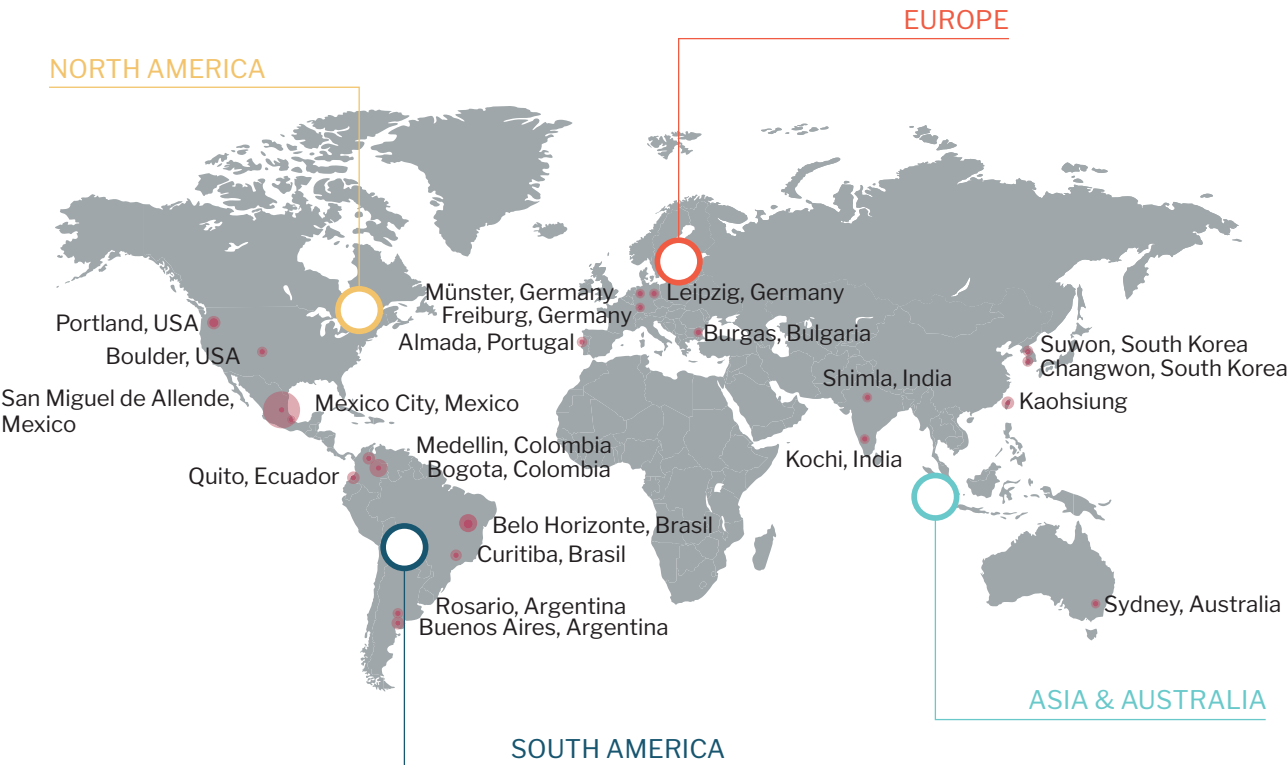 EUROPE
NORTH AMERICA
Münster, Germany
Leipzig, Germany
Freiburg, Germany
Portland, USA
Almada, Portugal
Burgas, Bulgaria
Boulder, USA
Suwon, South Korea
Changwon, South Korea
Shimla, India
San Miguel de Allende,
Mexico
Mexico City, Mexico
Kaohsiung
Medellin, Colombia
Bogota, Colombia
Kochi, India
Quito, Ecuador
Belo Horizonte, Brasil
Curitiba, Brasil
Rosario, Argentina
Buenos Aires, Argentina
Sydney, Australia
ASIA & AUSTRALIA
SOUTH AMERICA